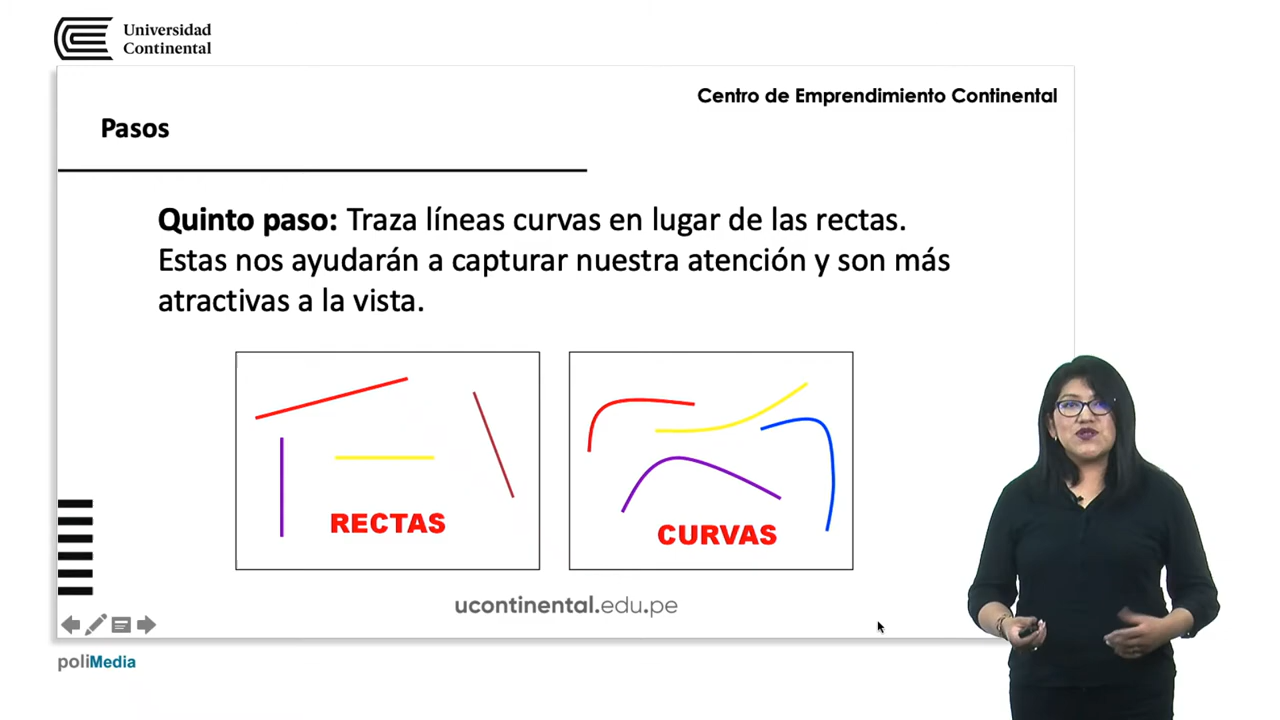 Universidad
Continental
Centro de Emprendimiento Continental
Pasos
Quinto paso: Traza líneas curvas en lugar de las rectas.
Estas nos ayudarán a capturar nuestra atención y son más
atractivas a la vista.
RECTAS
CURVAS
ucontinental.edu.pe
poliMedia